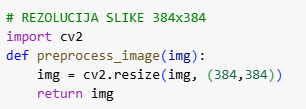 # REZOLUCIJA SLIKE 384x384
import cv2
def preprocess_image(img):
    img = cv2.resize(img, (384,384))
    return img